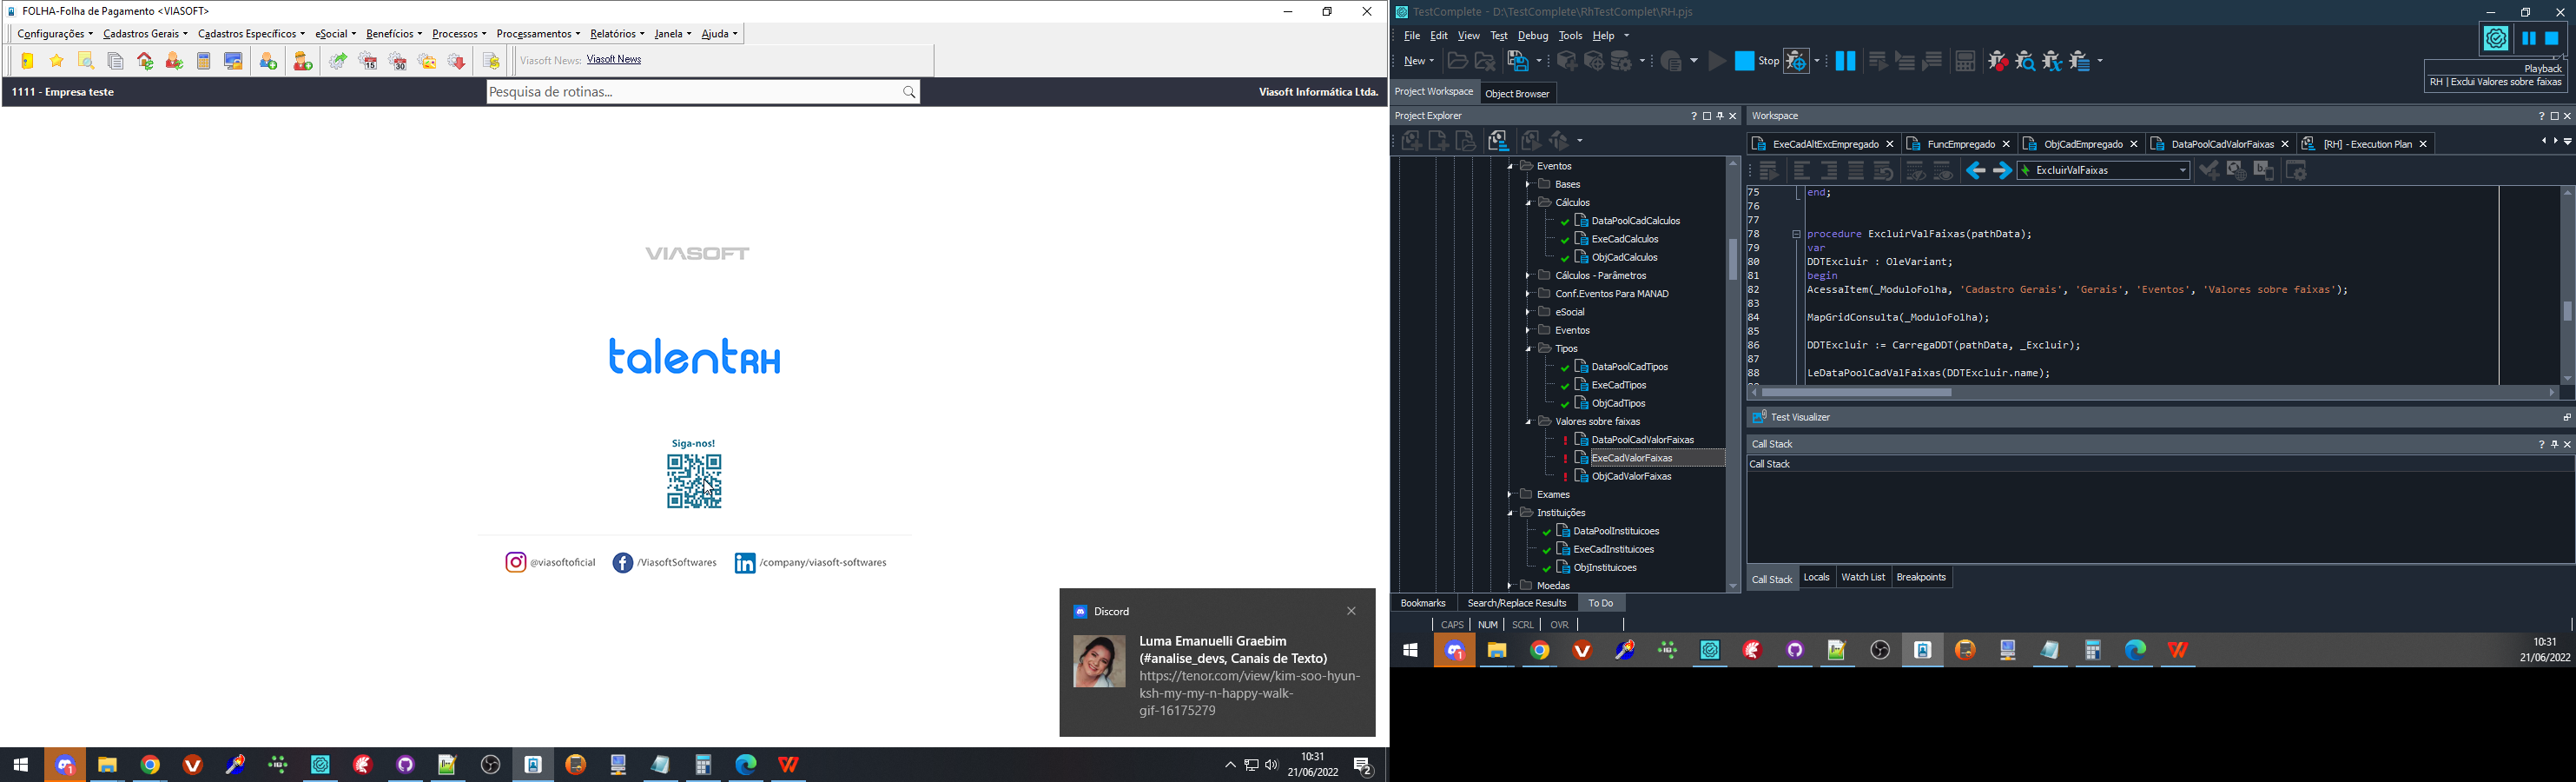 FOLHA-Folha de Pagamento <VIASOFT>
Configurações Cadastros Gerais Cadastros Específicos eSocial Benefícios Processos Processamentos Relatórios Janela Ajuda
15 30
Viasoft News: Viasoft News
1111 - Empresa teste
Pesquisa de rotinas...
Viasoft Informática Ltda.
VIASOFT
talentRH
Siga-nos!
@viasoftoficial
/ViasoftSoftwares
/company/viasoft-softwares
Discord
Luma Emanuelli Graebim
(#analise_devs, Canais de Texto)
https://tenor.com/view/kim-soo-hyun-
ksh-my-my-n-happy-walk-
gif-16175279
10:31
21/06/2022
2
TestComplete - D:\TestComplete\RhTestComplet\RH.pjs
File Edit View Test Debug Tools Help
New
Stop
Playback
RH | Exclui Valores sobre faixas
Project Workspace
Object Browser
Project Explorer
Eventos
Bases
Cálculos
DataPoolCadCalculos
ExeCadCalculos
ObjCadCalculos
Cálculos - Parâmetros
Conf.Eventos Para MANAD
eSocial
Eventos
Tipos
DataPoolCadTipos
ExeCadTipos
ObjCadTipos
Valores sobre faixas
DataPoolCadValorFaixas
ExeCadValorFaixas
ObjCadValorFaixas
Exames
Instituições
DataPoolInstituicoes
ExeCadInstituicoes
ObjInstituicoes
Moedas
Bookmarks
Search/Replace Results
To Do
Workspace
ExeCadAltExcEmpregado
FuncEmpregado
ObjCadEmpregado
DataPoolCadValorFaixas
[RH] - Execution Plan
ExcluirValFaixas
75 end;
76
77
78 procedure ExcluirValFaixas(pathData);
79 var
80 DDTExcluir : OleVariant;
81 begin
82 AcessaItem(_ModuloFolha, 'Cadastro Gerais', 'Gerais', 'Eventos', 'Valores sobre faixas');
83
84 MapGridConsulta(_ModuloFolha);
85
86 DDTExcluir := CarregaDDT(pathData, _Excluir);
87
88 LeDataPoolCadValFaixas(DDTExcluir.name);
Test Visualizer
Call Stack
Call Stack
Call Stack
Locals
Watch List
Breakpoints
CAPS NUM SCRL OVR
10:31
21/06/2022